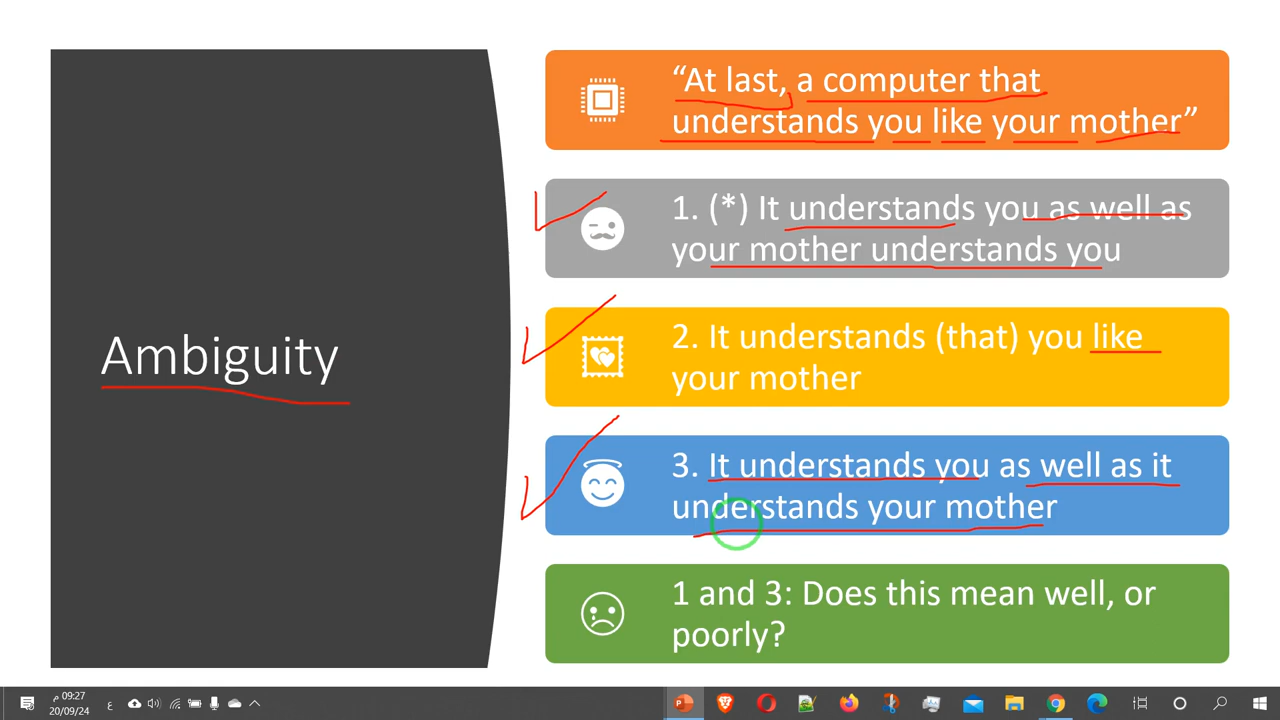 Ambiguity
“At last, a computer that
understands you like your mother”
1. (*) It understands you as well as
your mother understands you
2. It understands (that) you like
your mother
3. It understands you as well as it
understands your mother
1 and 3: Does this mean well, or
poorly?
09:27 م
20/09/24
ع